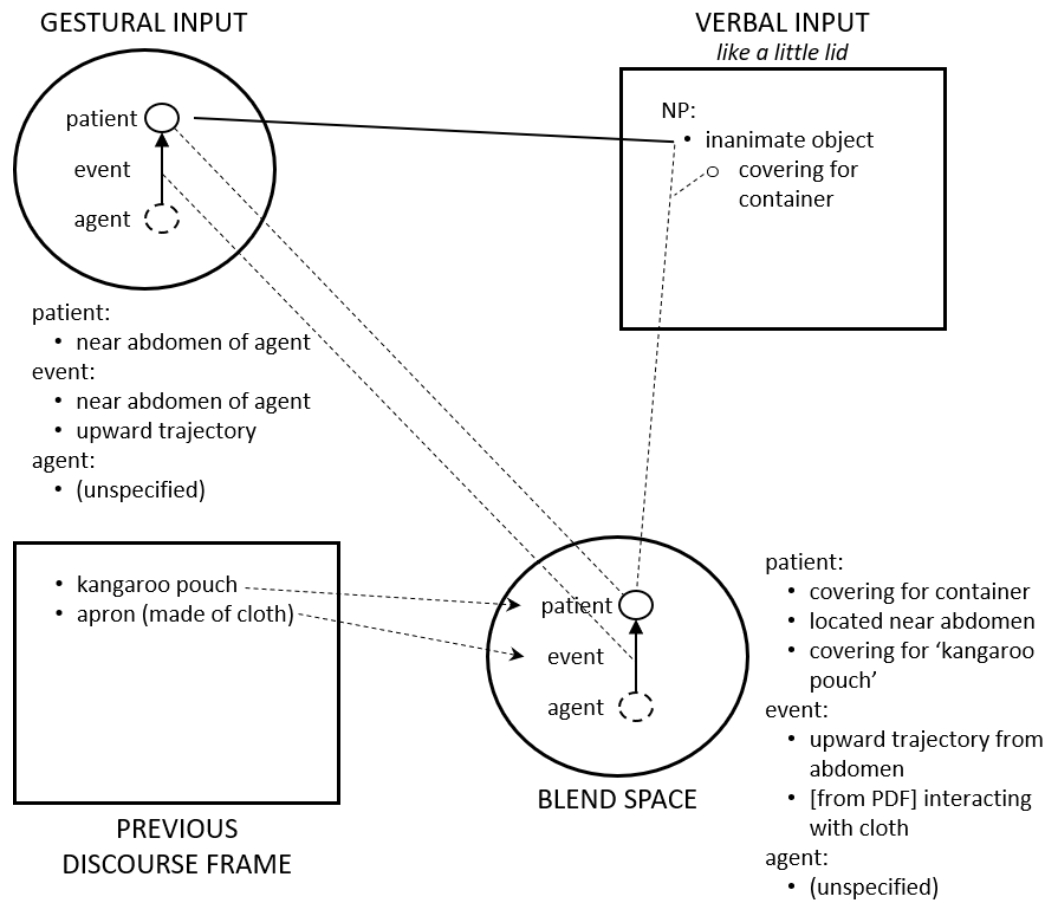 GESTURAL INPUT
patient
event
agent
patient:
• near abdomen of agent
event:
• near abdomen of agent
• upward trajectory
agent:
• (unspecified)
VERBAL INPUT
like a little lid
NP:
• inanimate object
○ covering for
container
• kangaroo pouch
• apron (made of cloth)
PREVIOUS
DISCOURSE FRAME
patient
event
agent
BLEND SPACE
patient:
• covering for container
• located near abdomen
• covering for ‘kangaroo
pouch’
event:
• upward trajectory from
abdomen
• [from PDF] interacting
with cloth
agent:
• (unspecified)